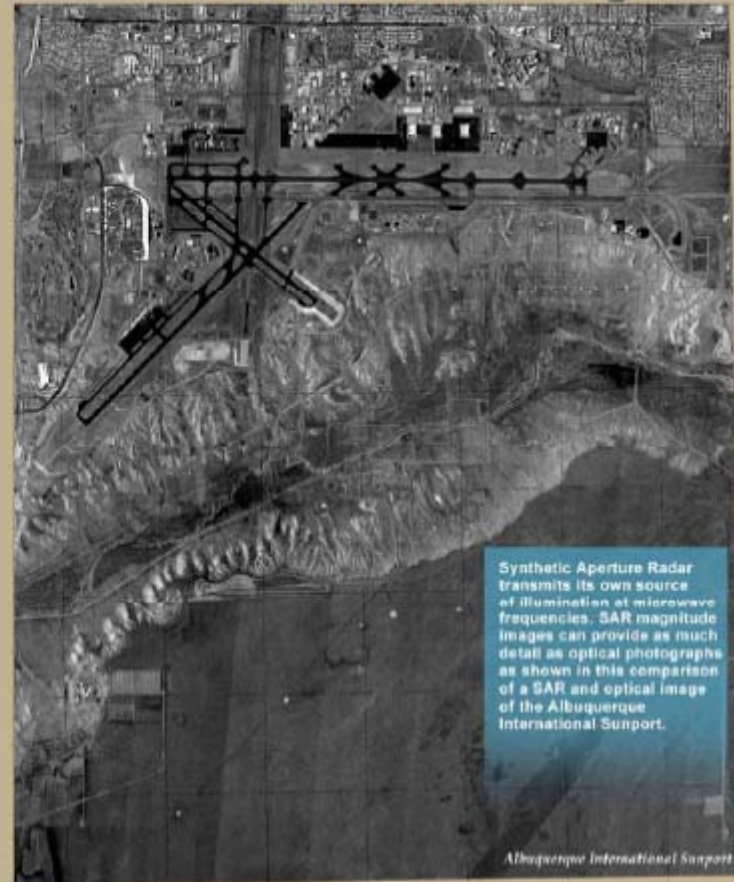 Synthetic Aperture Radar
transmits its own source
of illumination at microwave
frequencies. SAR magnitude
images can provide as much
detail as optical photographs
as shown in this comparison
of a SAR and optical image
of the Albuquerque
International Sunport.
Albuquerque International Sunport